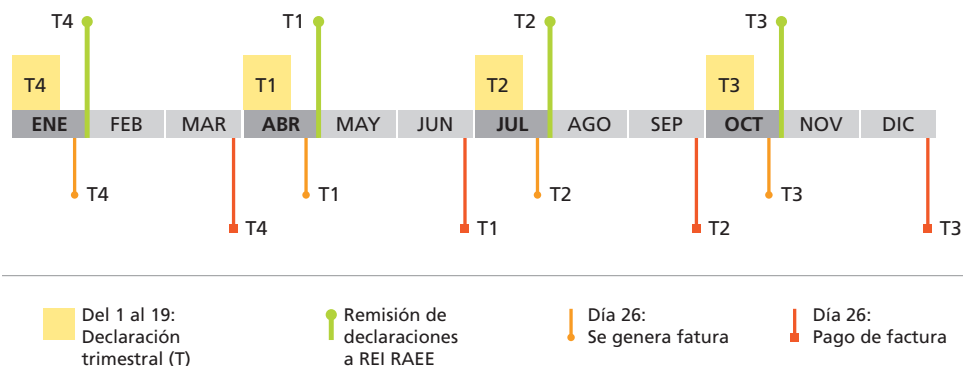 T4 T1 T2 T3
T4 T1 T2 T3
ENE FEB MAR ABR MAY JUN JUL AGO SEP OCT NOV DIC
T4 T1 T2 T3
T4 T1 T2 T3
Del 1 al 19:
Declaración
trimestral (T)
Remisión de
declaraciones
a REI RAEE
Día 26:
Se genera fatura
Día 26:
Pago de factura